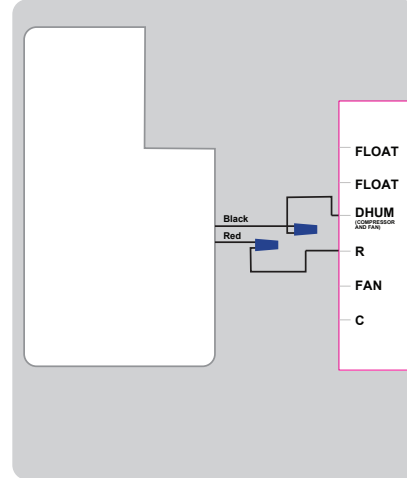 FLOAT
FLOAT
DHUM
(COMPRESSOR
AND FAN)
Black
Red
R
FAN
C